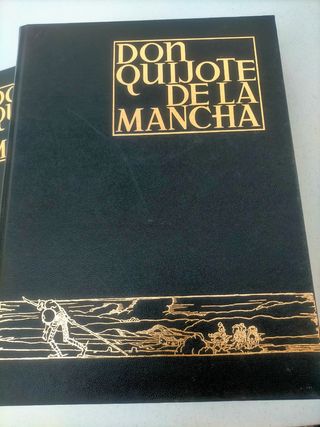 DON
QUIJOTE
DE LA
MANCHA